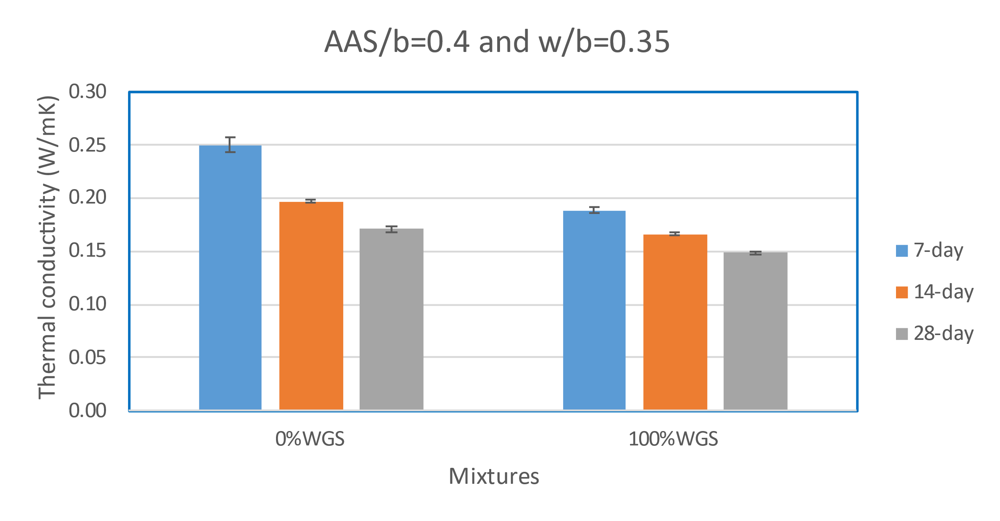 AAS/b=0.4 and w/b=0.35
Thermal conductivity (W/mK)
0.30
0.25
0.20
0.15
0.10
0.05
0.00
0%WGS
100%WGS
Mixtures
7-day
14-day
28-day